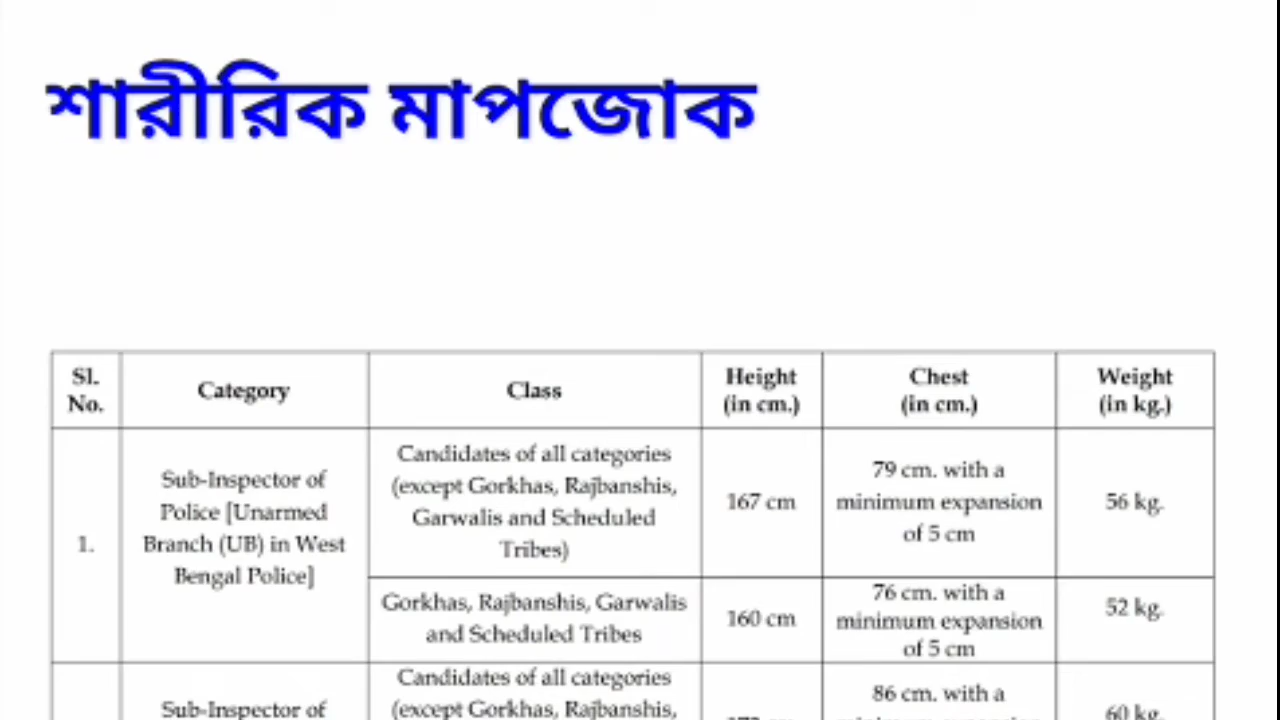 শারীরিক মাপজোক
Sl. No.
Category
Class
Height (in cm.)
Chest (in cm.)
Weight (in kg.)
1.
Sub-Inspector of
Police [Unarmed
Branch (UB) in West
Bengal Police]
Candidates of all categories
(except Gorkhas, Rajbanshis,
Garwalis and Scheduled
Tribes)
167 cm
79 cm. with a
minimum expansion
of 5 cm
56 kg.
Gorkhas, Rajbanshis, Garwalis
and Scheduled Tribes
160 cm
76 cm. with a
minimum expansion
of 5 cm
52 kg.
Sub-Inspector of
Candidates of all categories
(except Gorkhas, Rajbanshis,
86 cm. with a
60 kg.